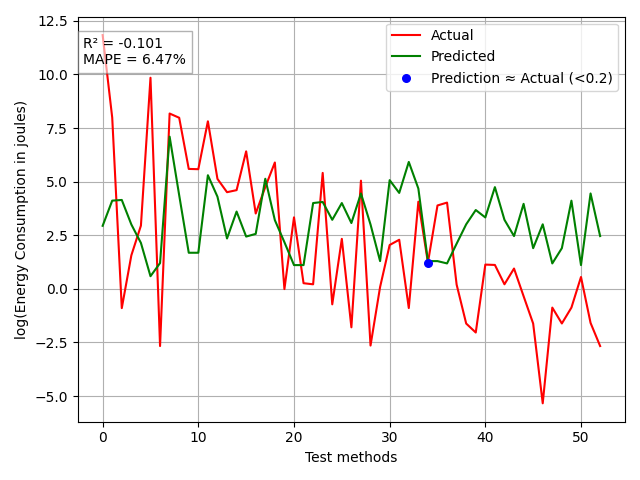 R² = -0.101
MAPE = 6.47%
Actual
Predicted
Prediction ≈ Actual (<0.2)
log(Energy Consumption in joules)
12.5
10.0
7.5
5.0
2.5
0.0
−2.5
−5.0
0 10 20 30 40 50
Test methods